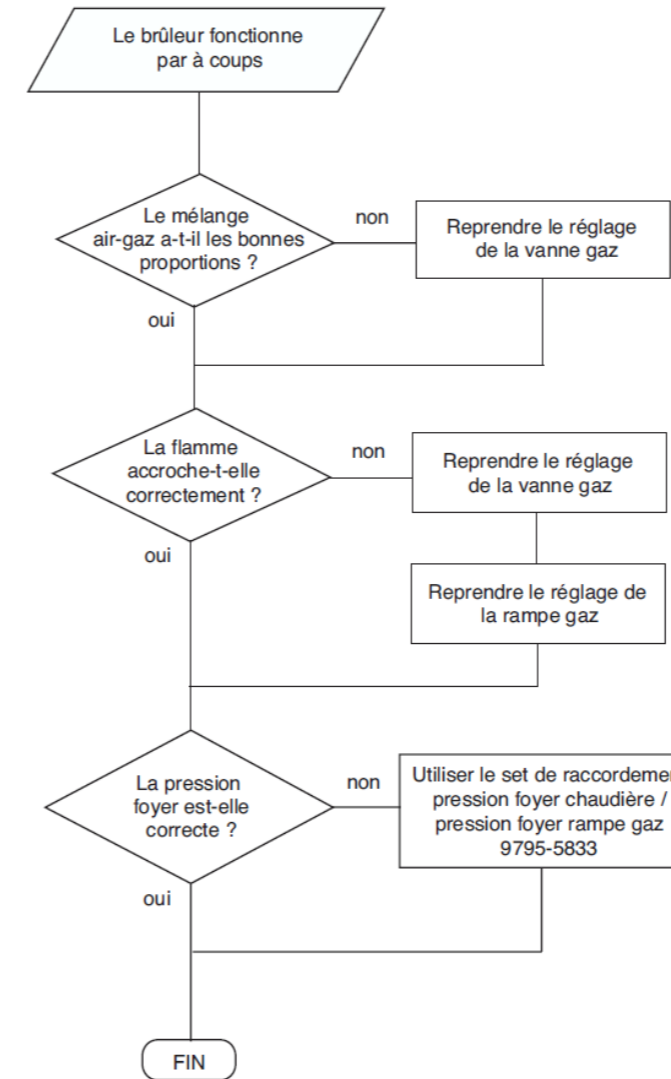 Le brûleur fonctionne
par à coups
Le mélange
air-gaz a-t-il les bonnes
proportions ?
non
Reprendre le réglage
de la vanne gaz
oui
La flamme
accroche-t-elle
correctement ?
non
Reprendre le réglage
de la vanne gaz
oui
Reprendre le réglage de
la rampe gaz
La pression
foyer est-elle
correcte ?
non
Utiliser le set de
pression foyer chaudière /
pression foyer rampe gaz
9795-5833
oui
FIN